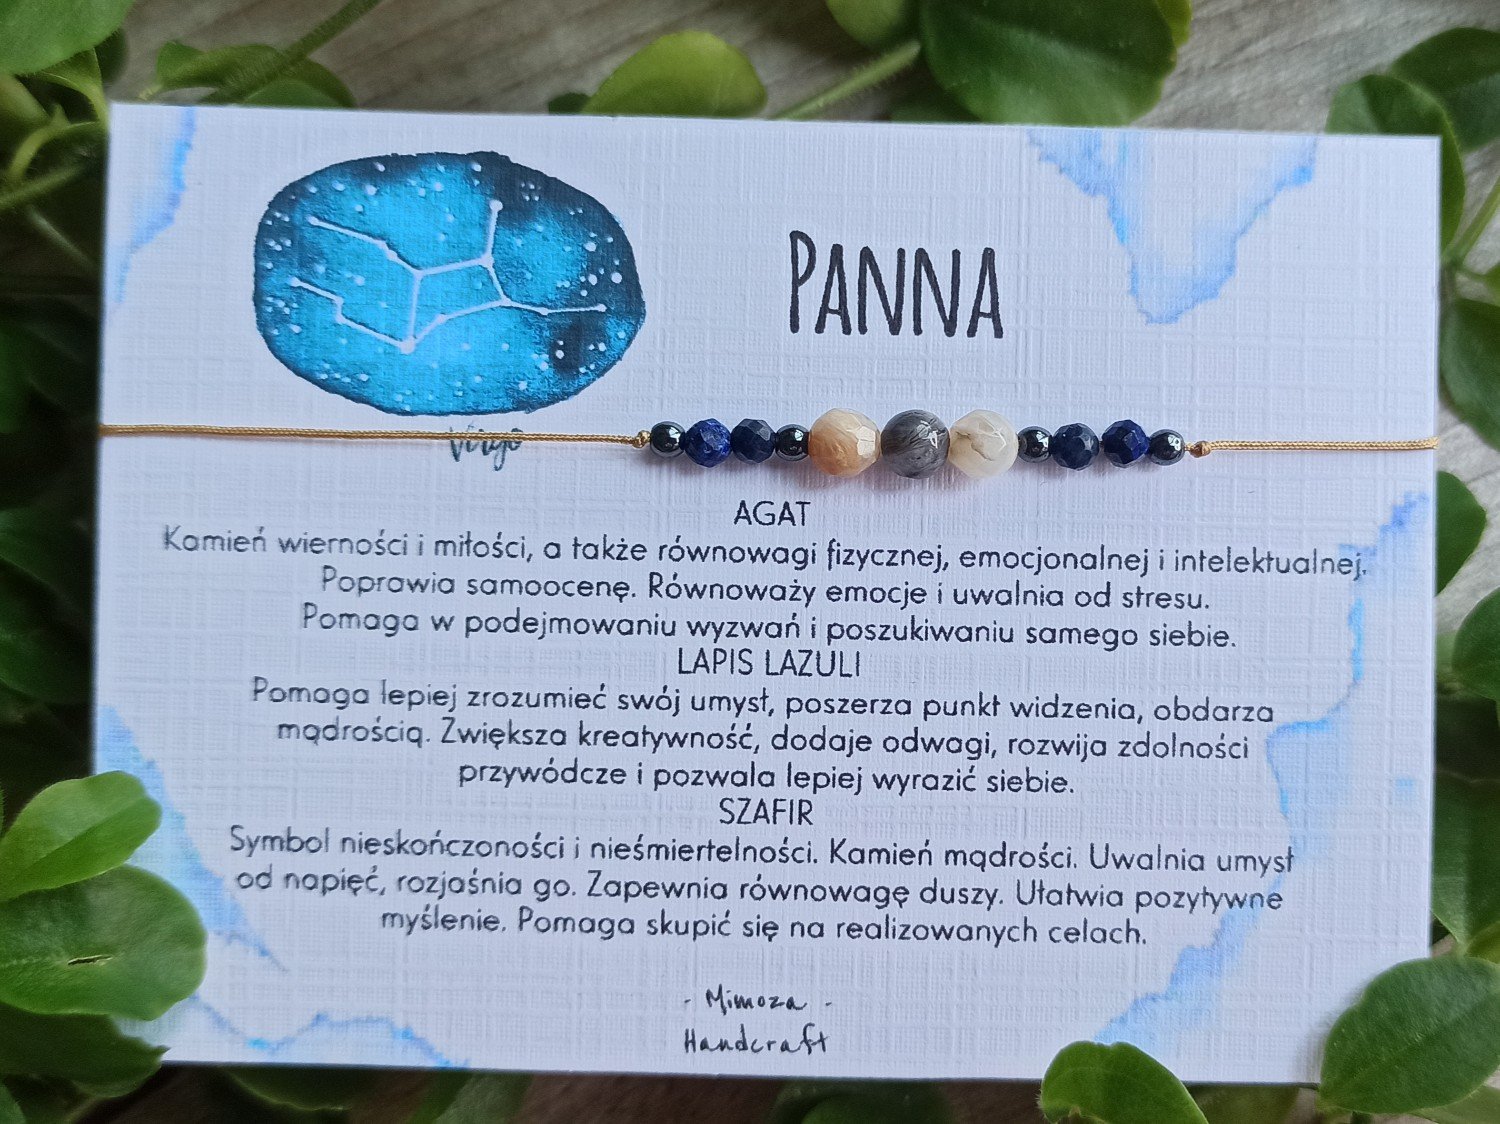 PANNA
Virgo
AGAT
Kamień wierności i miłości, a także równowagi fizycznej, emocjonalnej i intelektualnej.
Poprawia samoocenę. Równoważy emocje i uwalnia od stresu.
Pomaga w podejmowaniu wyzwań i poszukiwaniu samego siebie.
LAPIS LAZULI
Pomaga lepiej zrozumieć swój umysł, poszerza punkt widzenia, obdarza
mądrością. Zwiększa kreatywność, dodaje odwagi, rozwija zdolności
przywódcze i pozwala lepiej wyrazić siebie.
SZAFIR
Symbol nieskończoności i nieśmiertelności. Kamień mądrości. Uwalnia umysł
od napięć, rozjaśnia go. Zapewnia równowagę duszy. Ułatwia pozytywne
myślenie. Pomaga skupić się na realizowanych celach.
- Mimoza -
Handcraft